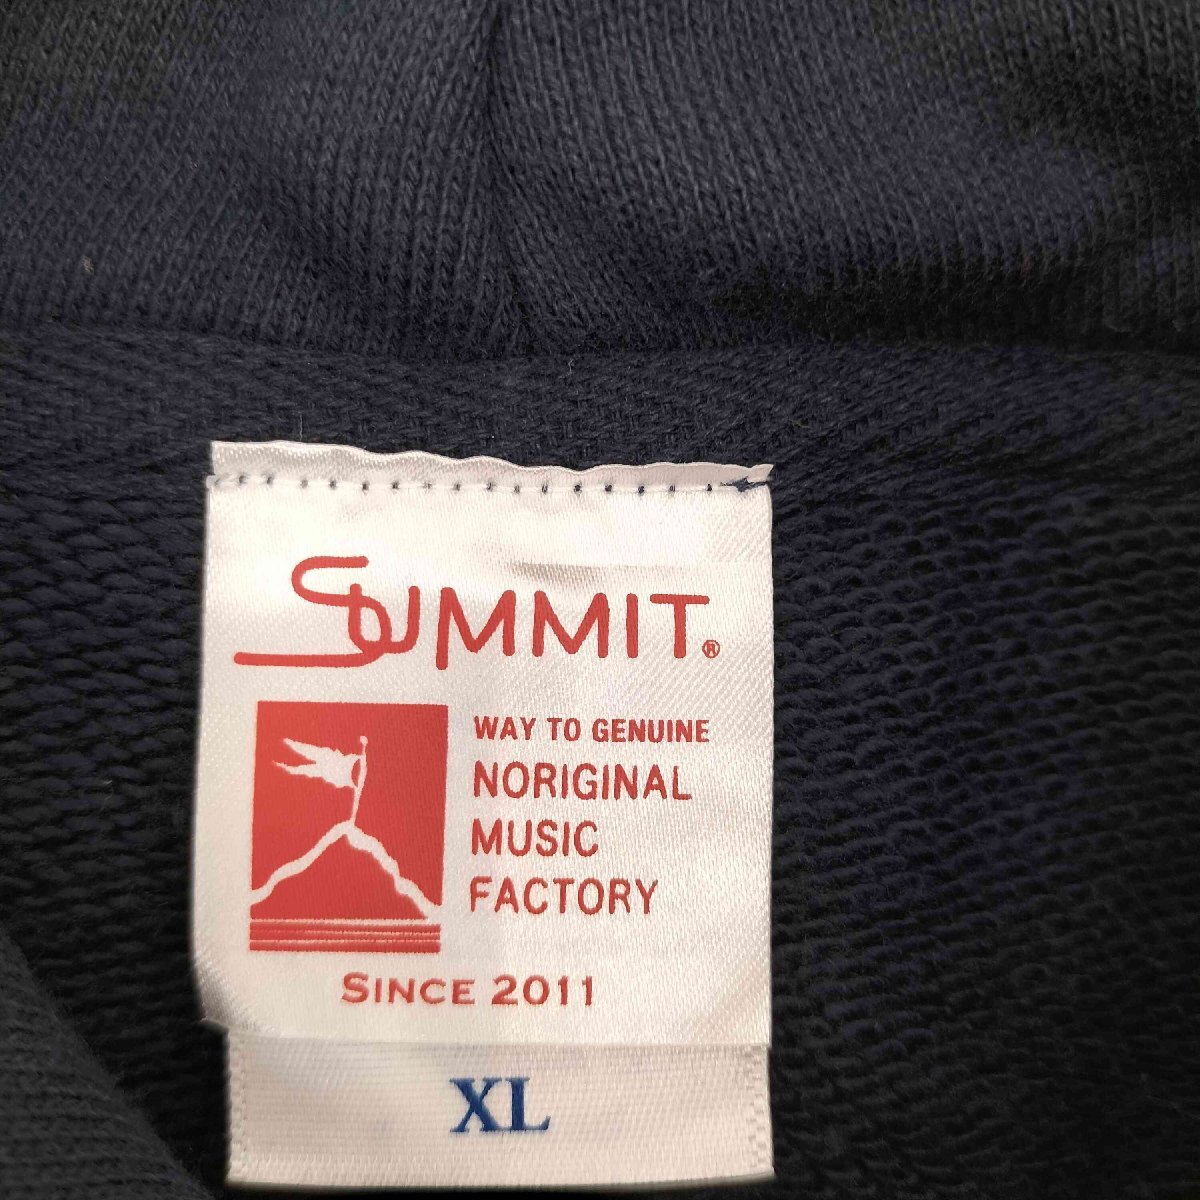 SUMMIT®
WAY TO GENUINE
NORIGINAL
MUSIC
FACTORY
SINCE 2011
XL